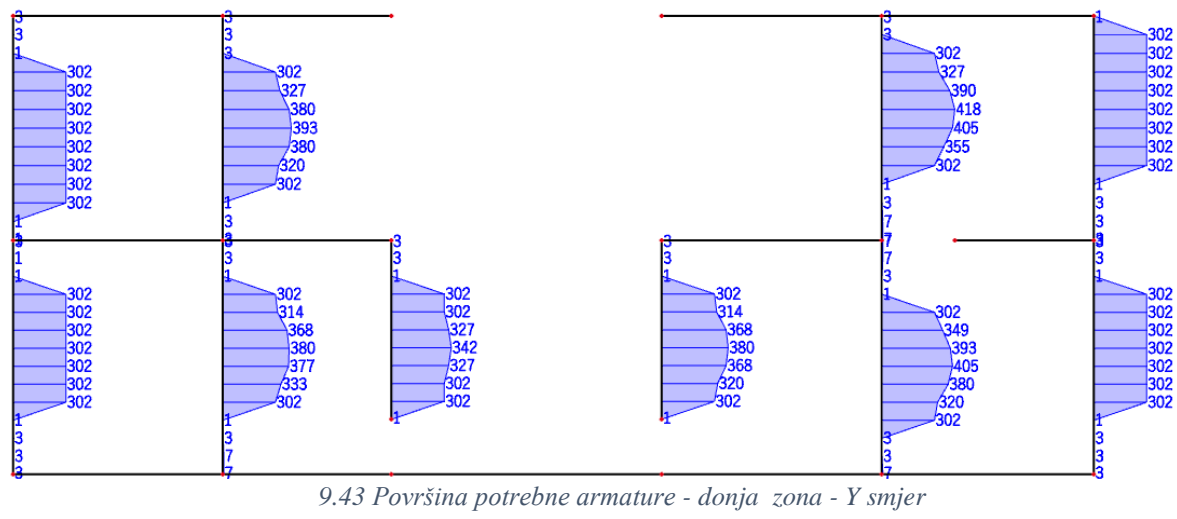 3 3 3 1
3 3 3 302
1 3 302 302
302 302 327 302
302 327 390 302
302 380 418 302
302 393 405 302
302 380 355 302
302 320 302 302
302 302 1 1
302 1 3 3
1 3 7 3
3 3 7
1 3 3 3 7 3
1 1 1 1 3 1
302 302 302 302 1 302
302 314 302 314 302 302
302 368 327 368 349 302
302 380 342 380 393 302
302 377 327 368 405 302
302 333 302 320 380 302
302 302 302 302 320 302
1 1 1 1 302 1
3 3 3 3
3 7 3 3
3 7 7 3
9.43 Površina potrebne armature - donja zona - Y smjer